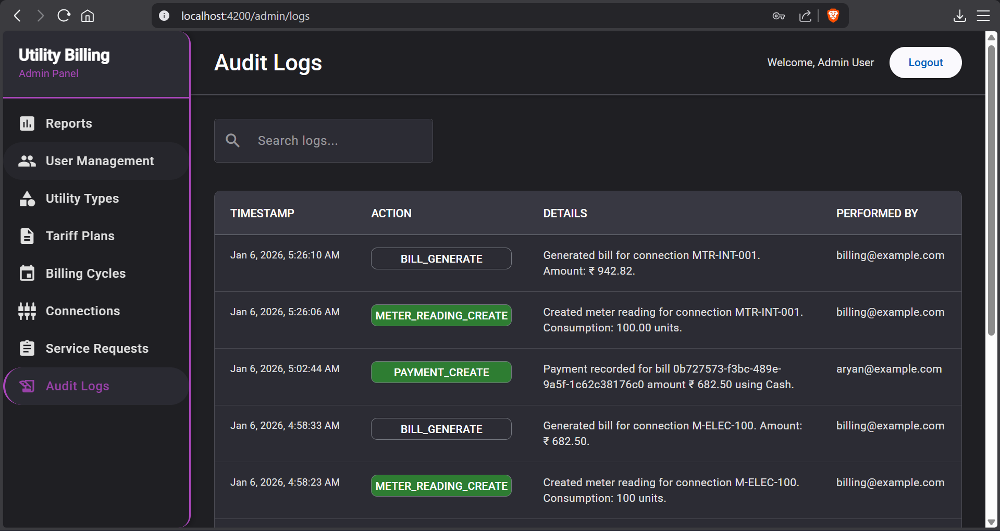 localhost:4200/admin/logs
Utility Billing
Admin Panel
Reports
User Management
Utility Types
Tariff Plans
Billing Cycles
Connections
Service Requests
Audit Logs
Audit Logs
Welcome, Admin User
Logout
Search logs...
TIMESTAMP ACTION DETAILS PERFORMED BY
Jan 6, 2026, 5:26:10 AM BILL_GENERATE Generated bill for connection MTR-INT-001. billing@example.com
Amount: ₹ 942.82.
Jan 6, 2026, 5:26:06 AM METER_READING_CREATE Created meter reading for connection MTR-INT-001. billing@example.com
Consumption: 100.00 units.
Jan 6, 2026, 5:02:44 AM PAYMENT_CREATE Payment recorded for bill 0b727573-f3bc-489e- aryan@example.com
9a5f-1c62c38176c0 amount ₹ 682.50 using Cash.
Jan 6, 2026, 4:58:33 AM BILL_GENERATE Generated bill for connection M-ELEC-100. Amount: billing@example.com
₹ 682.50.
Jan 6, 2026, 4:58:23 AM METER_READING_CREATE Created meter reading for connection M-ELEC-100. billing@example.com
Consumption: 100 units.